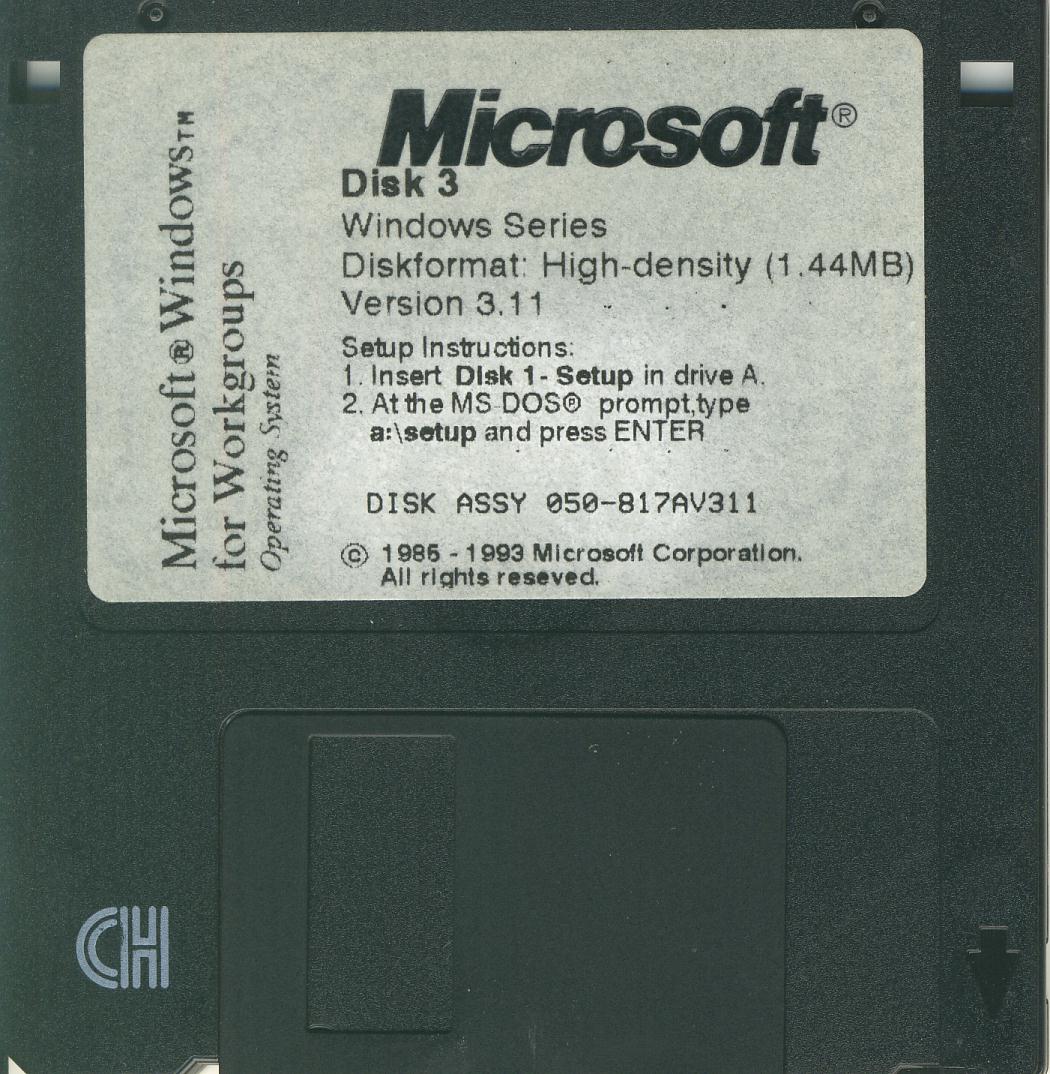 Microsoft® Windows™
for Workgroups
Operating System
Microsoft®
Disk 3
Windows Series
Diskformat: High-density (1.44MB)
Version 3.11
Setup Instructions:
1. Insert Disk 1- Setup in drive A.
2. At the MS-DOS® prompt,type
a:\setup and press ENTER
DISK ASSY 050-817AV311
© 1985 - 1993 Microsoft Corporation.
All rights reseved.
CH